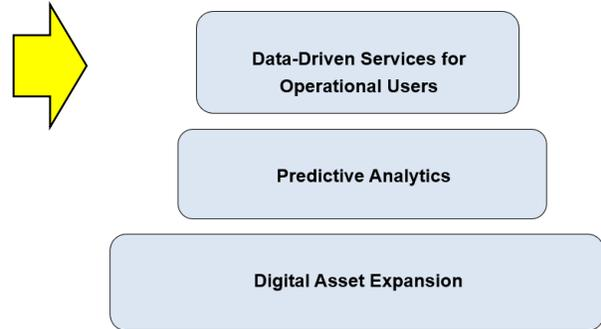 Data-Driven Services for
Operational Users
Predictive Analytics
Digital Asset Expansion